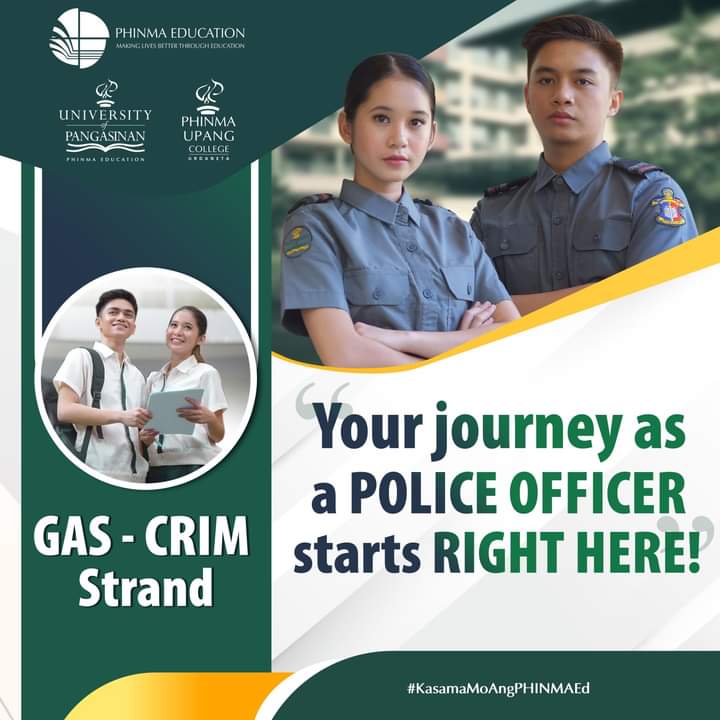 PHINMA EDUCATION
MAKING LIVES BETTER THROUGH EDUCATION
UNIVERSITY
of
PANGASINAN
PHINMA EDUCATION
PHINMA
UPANG
COLLEGE
URDANETA
GAS - CRIM
Strand
“Your journey as
a POLICE OFFICER
starts RIGHT HERE!”
#KasamaMoAngPHINMAEd